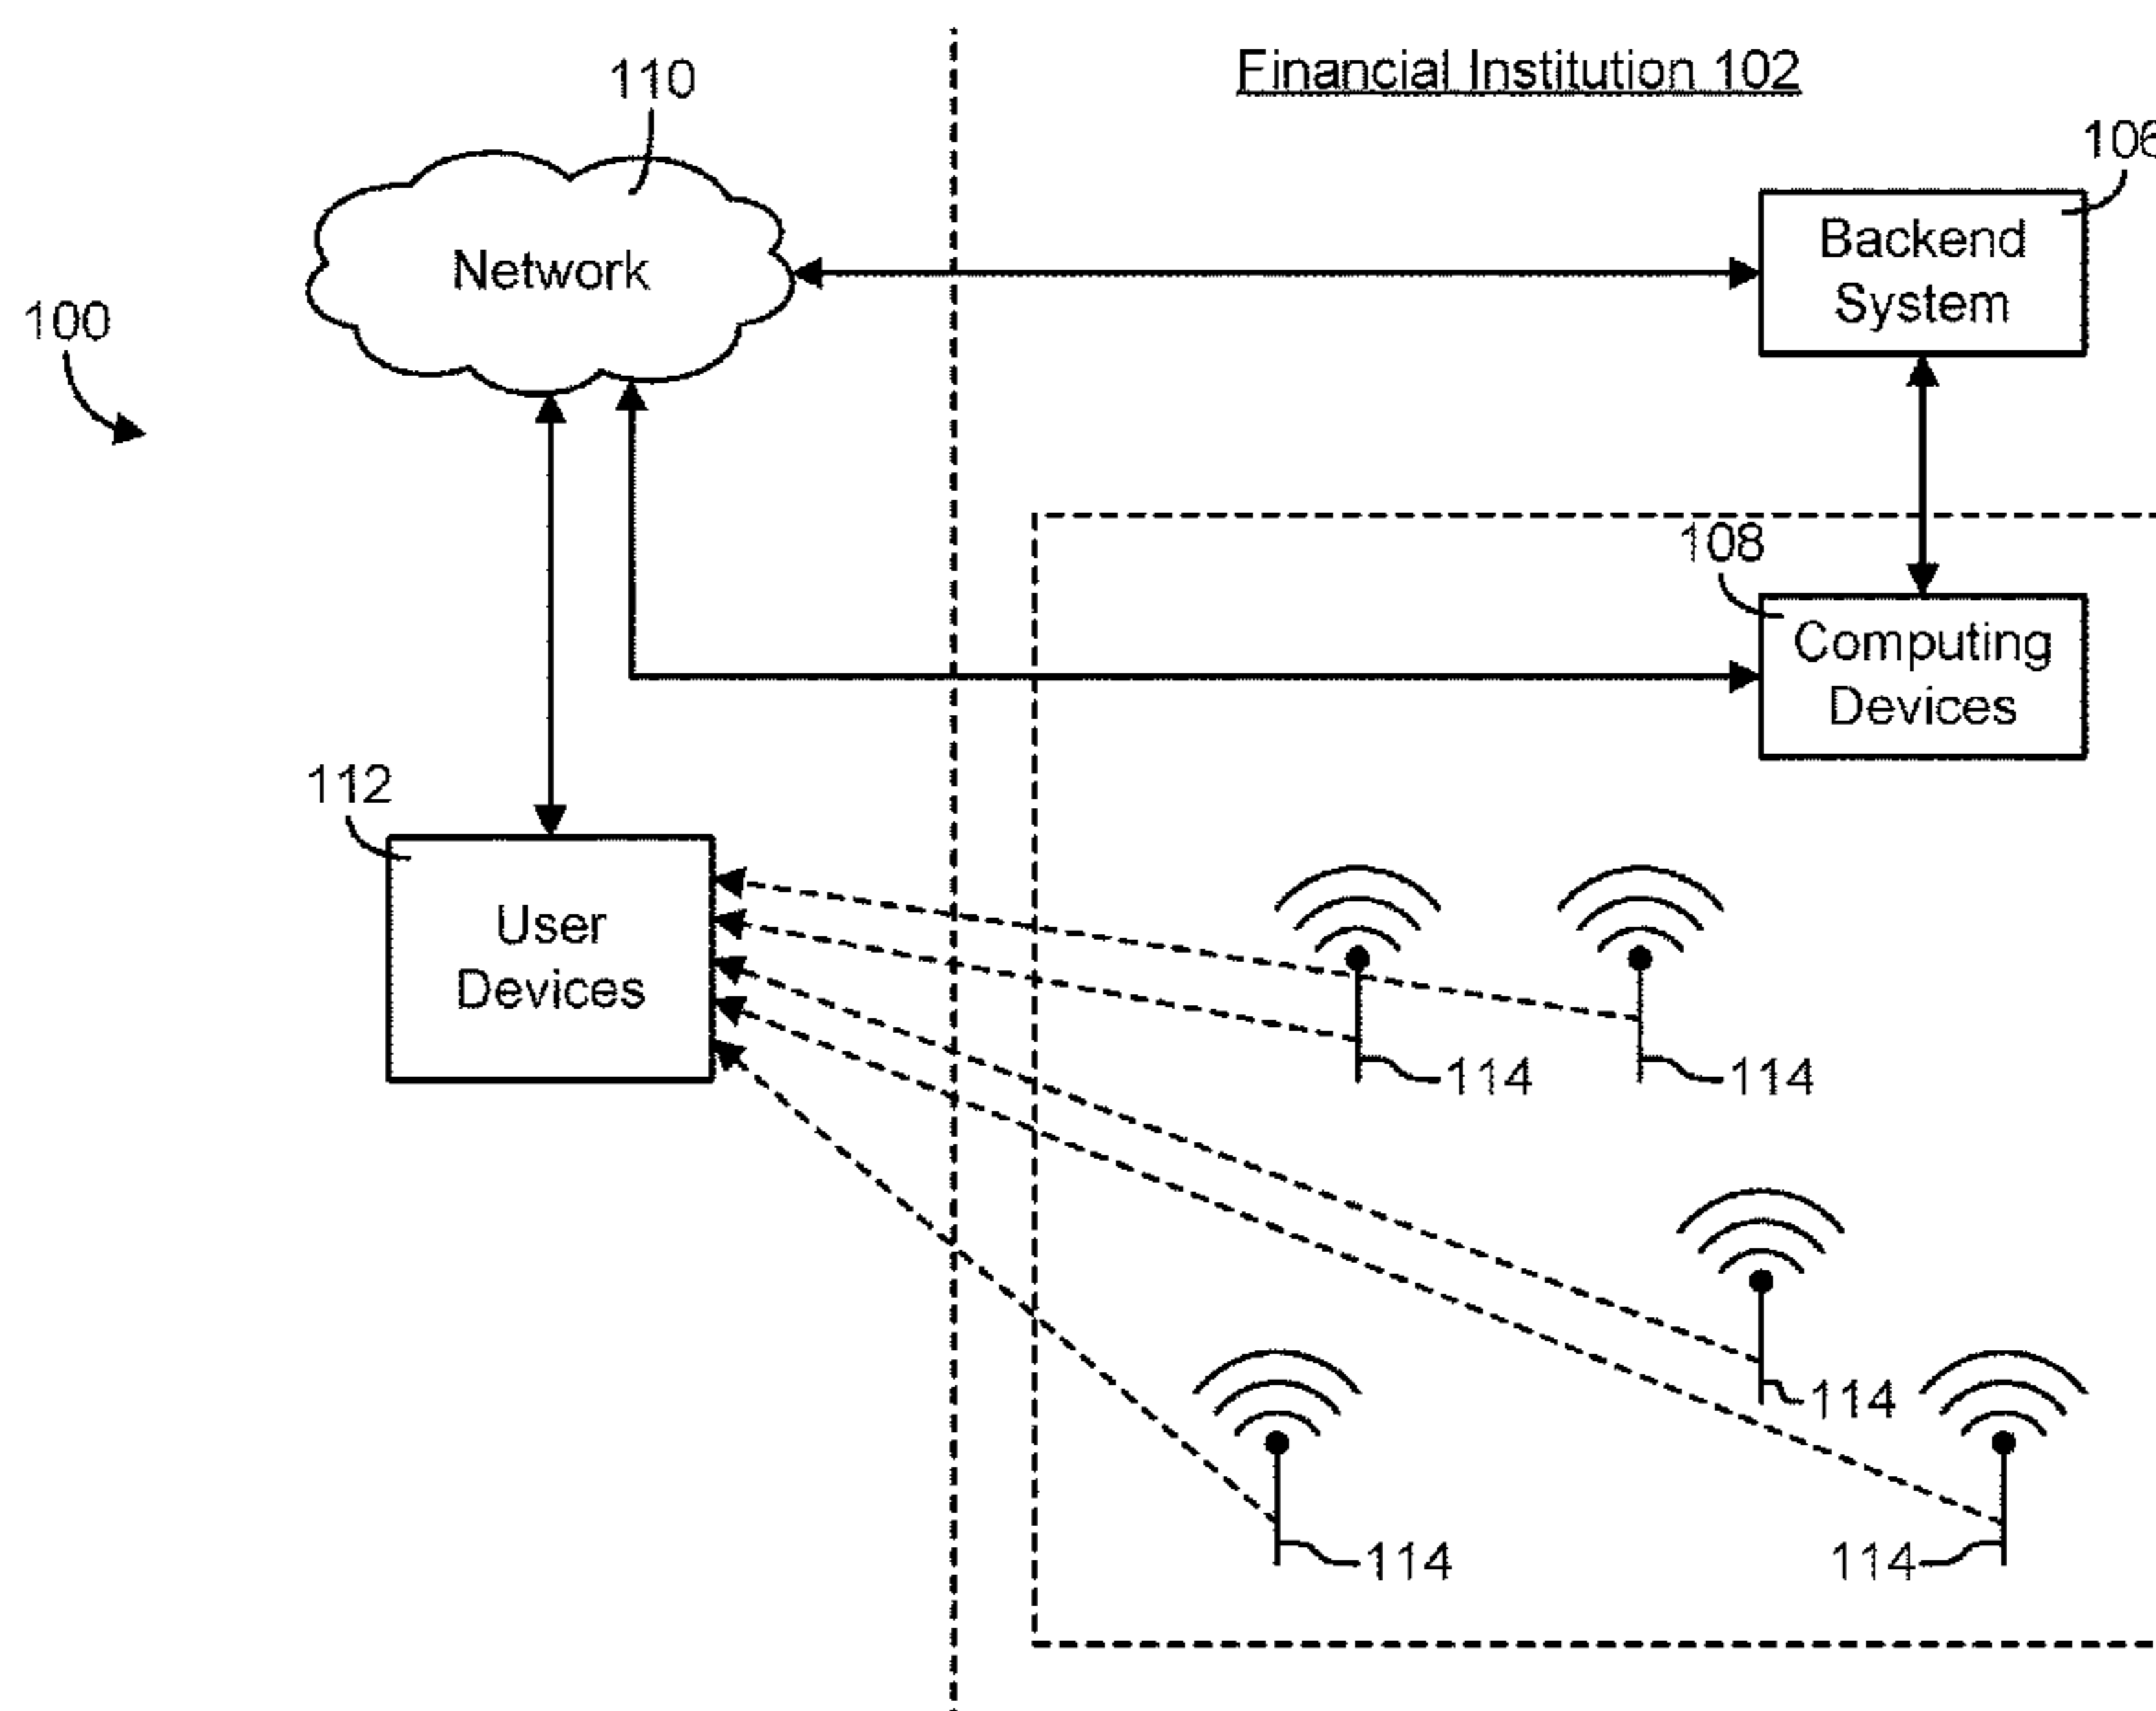 Financial Institution 102
110
106
Backend
System
Network
100
108
Computing
Devices
112
User
Devices
114
114
114
114
114